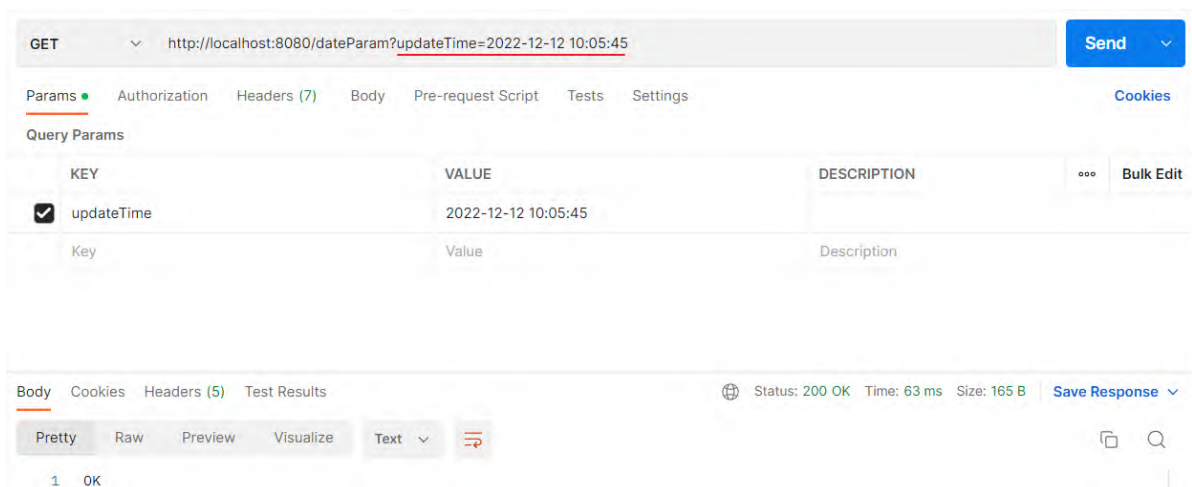 GET http://localhost:8080/dateParam?updateTime=2022-12-12 10:05:45 Send
Params Authorization Headers (7) Body Pre-request Script Tests Settings Cookies
Query Params
KEY VALUE DESCRIPTION ooo Bulk Edit
updateTime 2022-12-12 10:05:45
Key Value Description
Body Cookies Headers (5) Test Results Status: 200 OK Time: 63 ms Size: 165 B Save Response
Pretty Raw Preview Visualize Text
1 OK